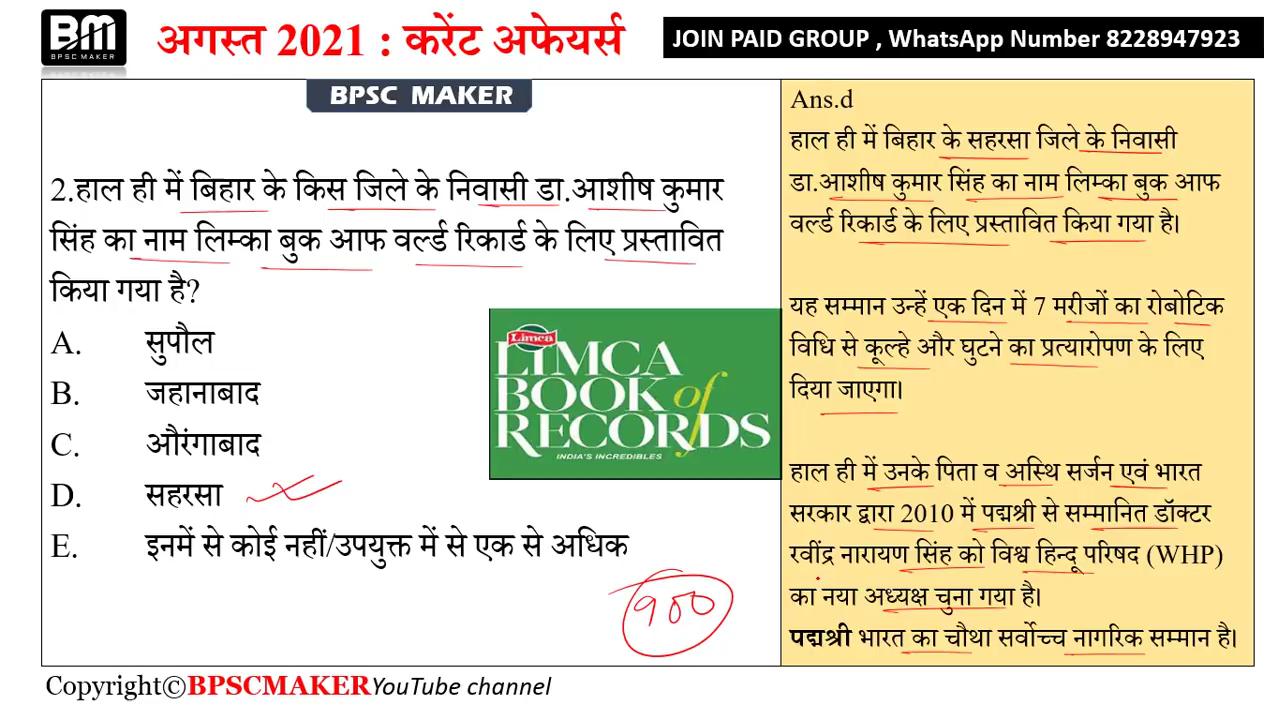 BM
BPSC MAKER
अगस्त 2021 : करेंट अफेयर्स
JOIN PAID GROUP , WhatsApp Number 8228947923
BPSC MAKER
2.हाल ही में बिहार के किस जिले के निवासी डा.आशीष कुमार
सिंह का नाम लिम्का बुक आफ वर्ल्ड रिकार्ड के लिए प्रस्तावित
किया गया है?
A. सुपौल
B. जहानाबाद
C. औरंगाबाद
D. सहरसा
E. इनमें से कोई नहीं/उपयुक्त में से एक से अधिक
Limca
LIMCA
BOOK of
RECORDS
INDIA'S INCREDIBLES
१००
Ans.d
हाल ही में बिहार के सहरसा जिले के निवासी
डा.आशीष कुमार सिंह का नाम लिम्का बुक आफ
वर्ल्ड रिकार्ड के लिए प्रस्तावित किया गया है।
यह सम्मान उन्हें एक दिन में 7 मरीजों का रोबोटिक
विधि से कूल्हे और घुटने का प्रत्यारोपण के लिए
दिया जाएगा।
हाल ही में उनके पिता व अस्थि सर्जन एवं भारत
सरकार द्वारा 2010 में पद्मश्री से सम्मानित डॉक्टर
रवींद्र नारायण सिंह को विश्व हिन्दू परिषद (WHP)
का नया अध्यक्ष चुना गया है।
पद्मश्री भारत का चौथा सर्वोच्च नागरिक सम्मान है।
Copyright©BPSCMAKERYouTube channel